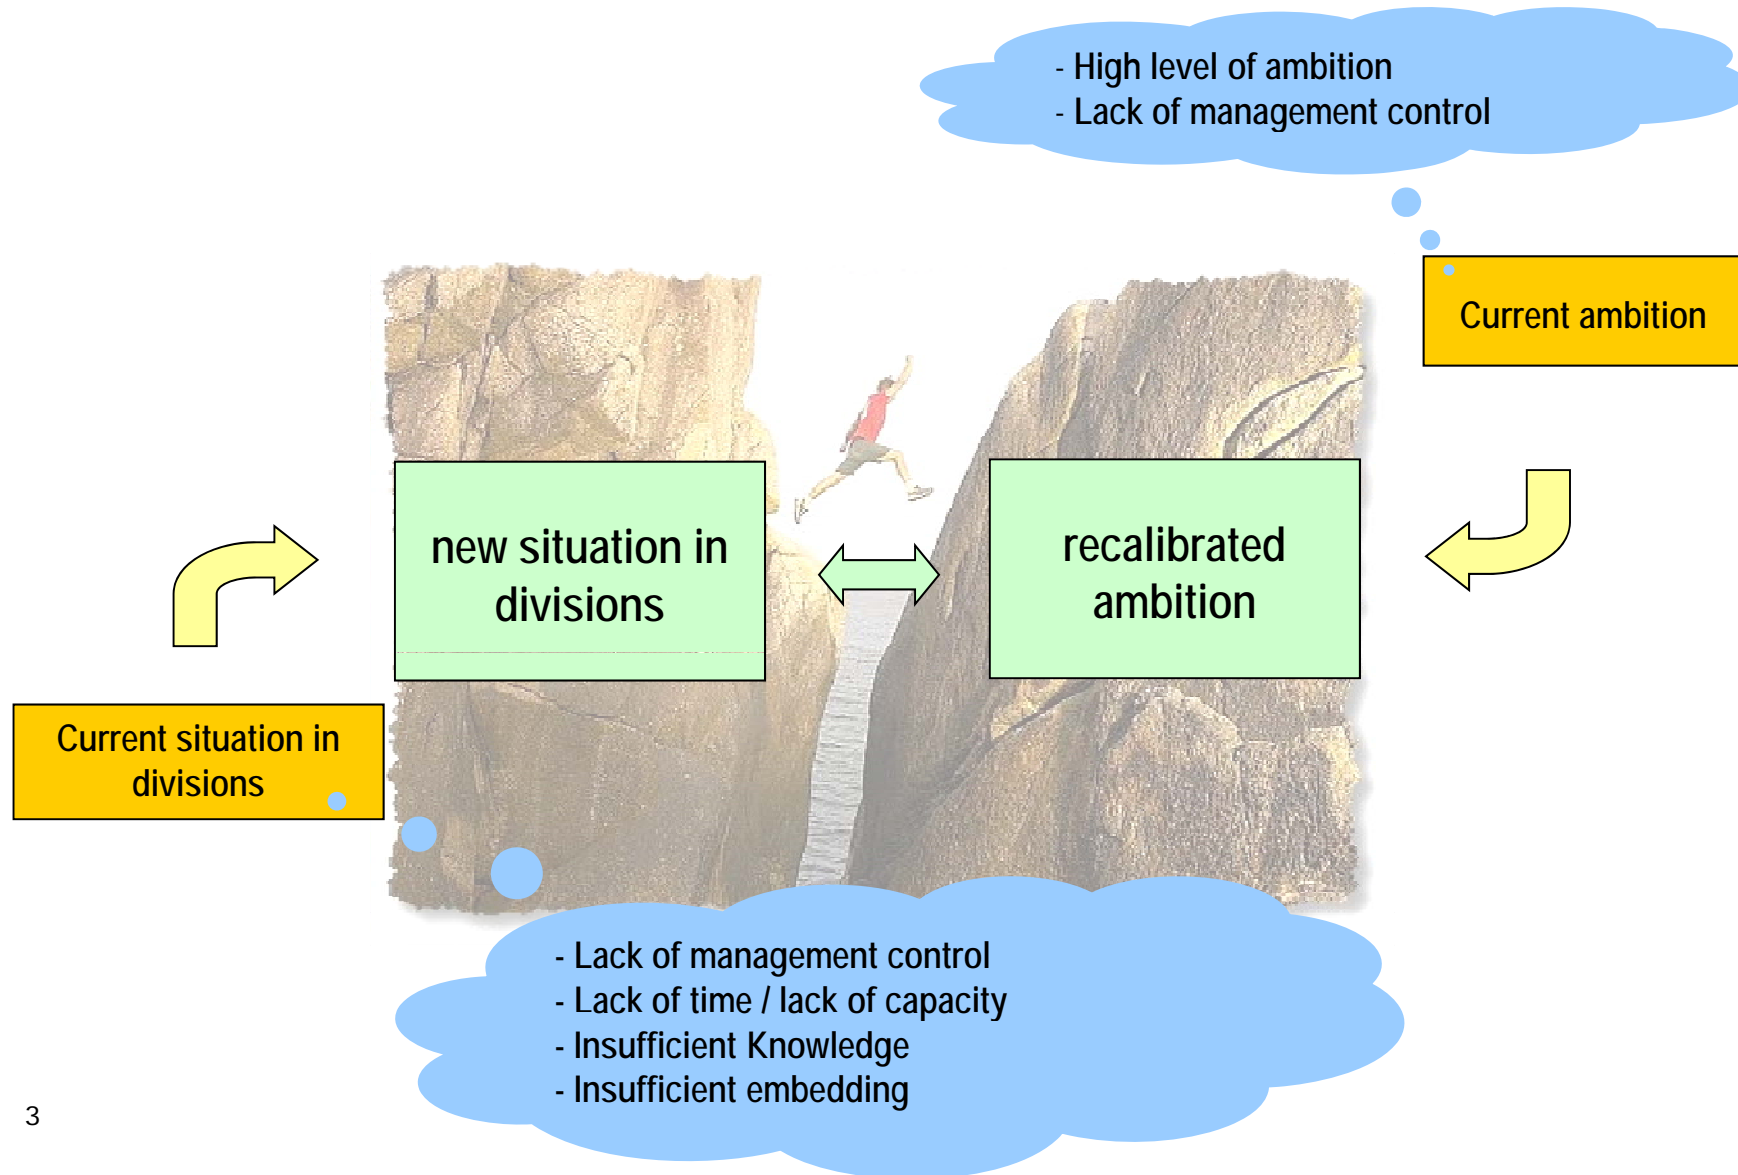 - High level of ambition
- Lack of management control
Current ambition
new situation in
divisions
recalibrated
ambition
Current situation in
divisions
- Lack of management control
- Lack of time / lack of capacity
- Insufficient Knowledge
- Insufficient embedding
3